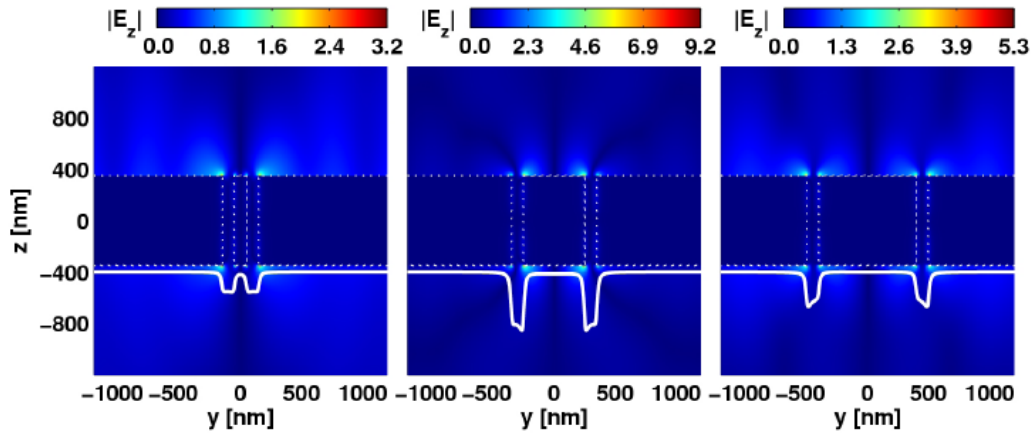 |E_z| |E_z| |E_z|
0.0 0.8 1.6 2.4 3.2 0.0 2.3 4.6 6.9 9.2 0.0 1.3 2.6 3.9 5.3
800
400
0
−400
−800
z [nm]
−1000 −500 0 500 1000 −1000 −500 0 500 1000 −1000 −500 0 500 1000
y [nm] y [nm] y [nm]